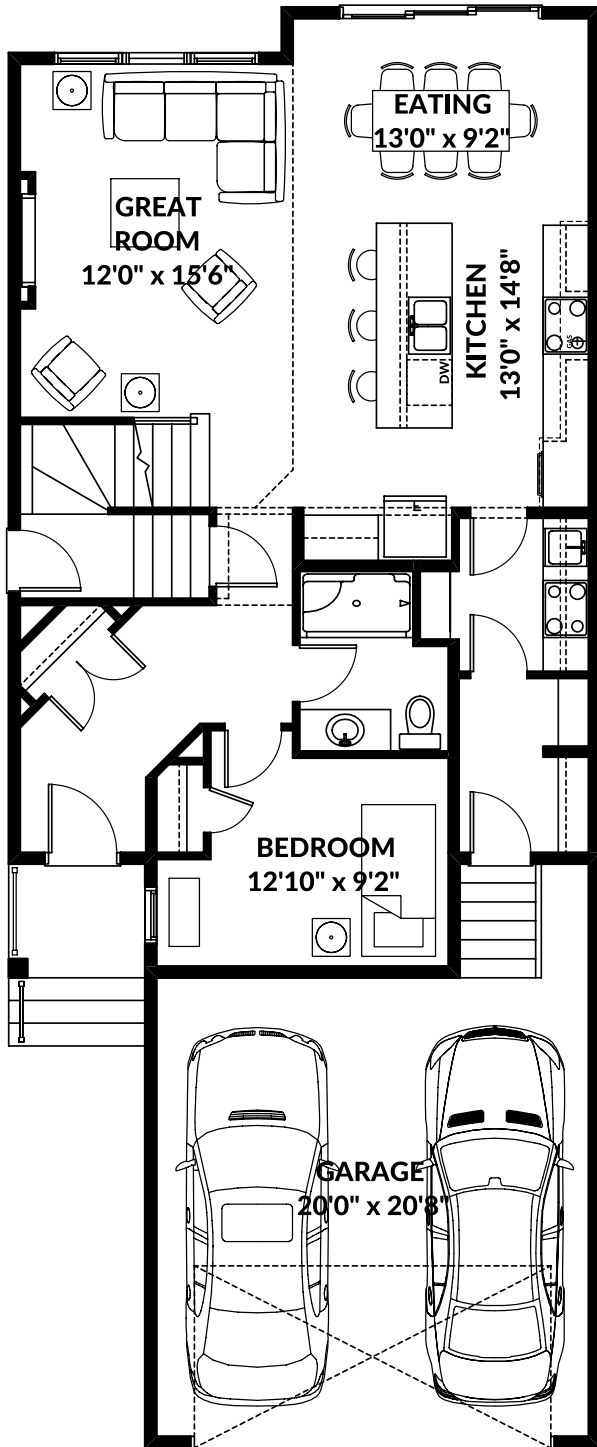 EATING
13'0" x 9'2"
GREAT
ROOM
12'0" x 15'6"
KITCHEN
13'0" x 14'8"
GAS
DW
F
BEDROOM
12'10" x 9'2"
GARAGE
20'0" x 20'8"